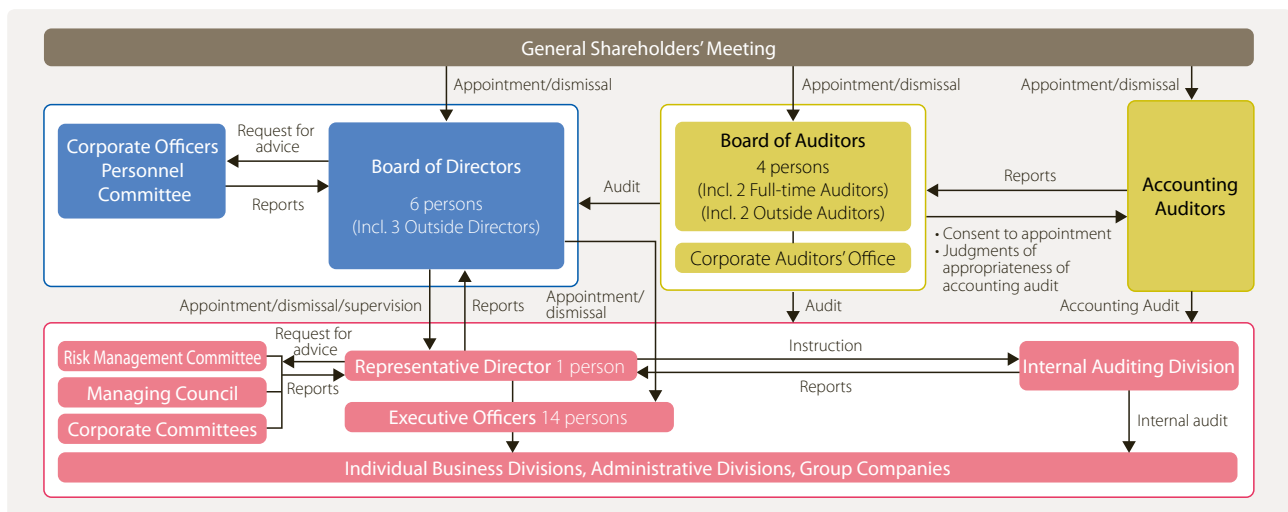 General Shareholders' Meeting
Appointment/dismissal
Appointment/dismissal
Appointment/dismissal
Corporate Officers
Personnel
Committee
Request for
advice
Reports
Board of Directors
6 persons
(Incl. 3 Outside Directors)
Audit
Board of Auditors
4 persons
(Incl. 2 Full-time Auditors)
(Incl. 2 Outside Auditors)
Corporate Auditors' Office
Reports
• Consent to appointment
• Judgments of
appropriateness of
accounting audit
Accounting
Auditors
Appointment/dismissal/supervision
Reports
Appointment/
dismissal
Audit
Accounting Audit
Risk Management Committee
Managing Council
Corporate Committees
Request for
advice
Reports
Representative Director 1 person
Executive Officers 14 persons
Instruction
Reports
Internal Auditing Division
Internal audit
Individual Business Divisions, Administrative Divisions, Group Companies